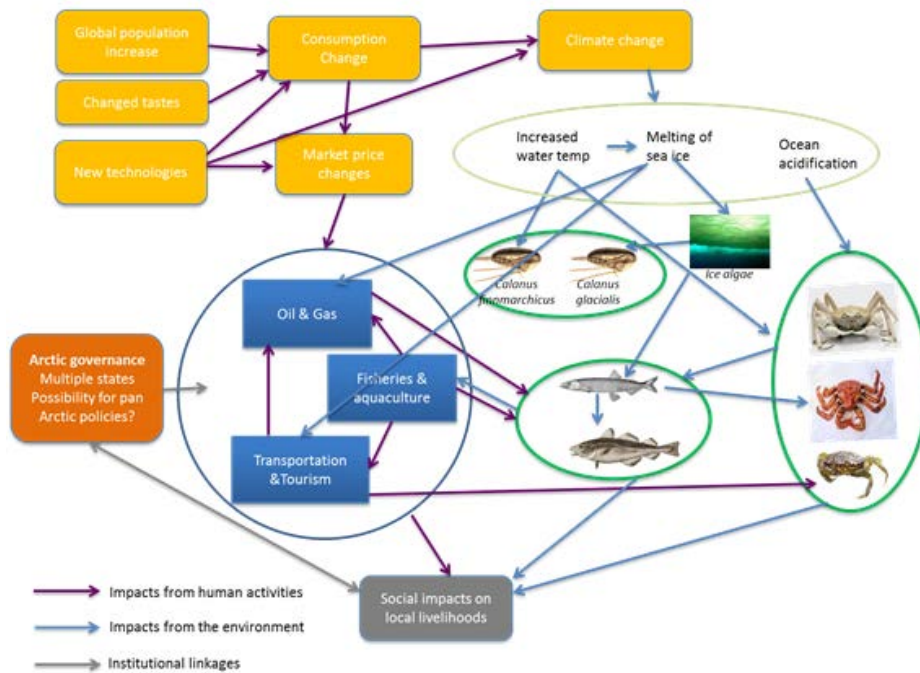 Global population
increase
Consumption
Change
Climate change
Changed tastes
New technologies
Market price
changes
Increased
water temp
Melting of
sea ice
Ocean
acidification
Ice algae
Calanus
finnmarchicus
Calanus
glacialis
Oil & Gas
Fisheries &
aquaculture
Transportation
&Tourism
Arctic governance
Multiple states
Possibility for pan
Arctic policies?
Social impacts on
local livelihoods
Impacts from human activities
Impacts from the environment
Institutional linkages